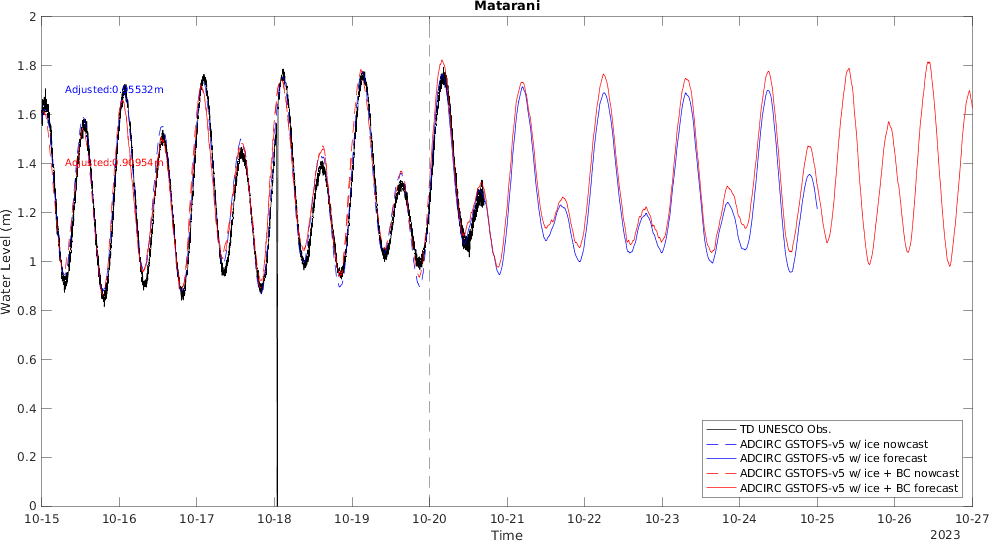 Matarani
2
1.8
1.6
1.4
1.2
1
0.8
0.6
0.4
0.2
0
Water Level (m)
Adjusted:0.95532m
Adjusted:0.90954m
TD UNESCO Obs.
ADCIRC GSTOFS-v5 w/ ice nowcast
ADCIRC GSTOFS-v5 w/ ice forecast
ADCIRC GSTOFS-v5 w/ ice + BC nowcast
ADCIRC GSTOFS-v5 w/ ice + BC forecast
10-15 10-16 10-17 10-18 10-19 10-20 10-21 10-22 10-23 10-24 10-25 10-26 10-27
Time
2023